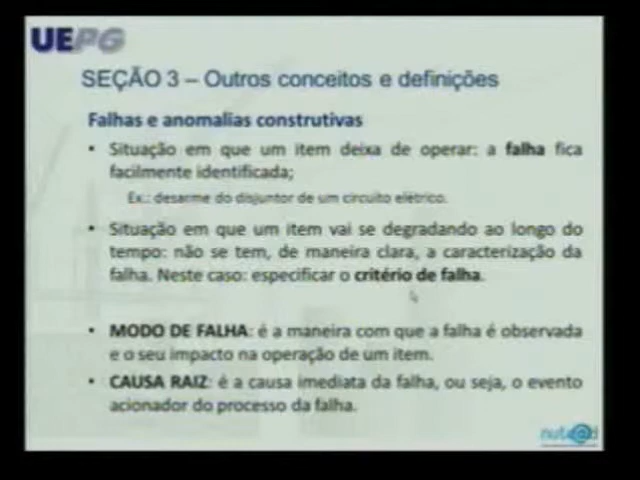 UEPG
SEÇÃO 3 – Outros conceitos e definições
Falhas e anomalias construtivas
• Situação em que um item deixa de operar: a falha fica
facilmente identificada;
Ex.: desarme do disjuntor de um circuito elétrico.
• Situação em que um item vai se degradando ao longo do
tempo: não se tem, de maneira clara, a caracterização da
falha. Neste caso: especificar o critério de falha.
• MODO DE FALHA: é a maneira com que a falha é observada
e o seu impacto na operação de um item.
• CAUSA RAIZ: é a causa imediata da falha, ou seja, o evento
acionador do processo da falha.
nute@d